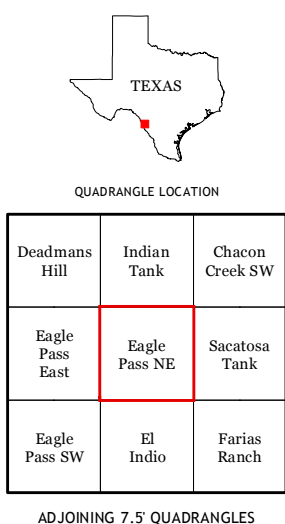 TEXAS
QUADRANGLE LOCATION
Deadmans
Hill
Indian
Tank
Chacon
Creek SW
Eagle
Pass
East
Eagle
Pass NE
Sacatosa
Tank
Eagle
Pass SW
El
Indio
Farias
Ranch
ADJOINING 7.5' QUADRANGLES